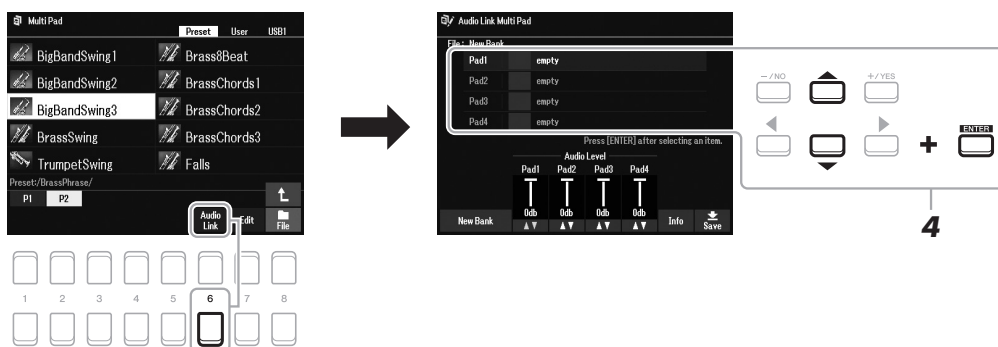 Multi Pad
Preset User USB1
BigBandSwing1 Brass8Beat
BigBandSwing2 BrassChords1
BigBandSwing3 BrassChords2
BrassSwing BrassChords3
TrumpetSwing Falls
Preset:/BrassPhrase/
P1 P2
Audio Link Edit File
1 2 3 4 5 6 7 8
Audio Link Multi Pad
File: New Bank
Pad1 empty
Pad2 empty
Pad3 empty
Pad4 empty
Press [ENTER] after selecting an item.
Audio Level
Pad1 Pad2 Pad3 Pad4
0db 0db 0db 0db
New Bank Info Save
－/NO +/YES
ENTER
+
4